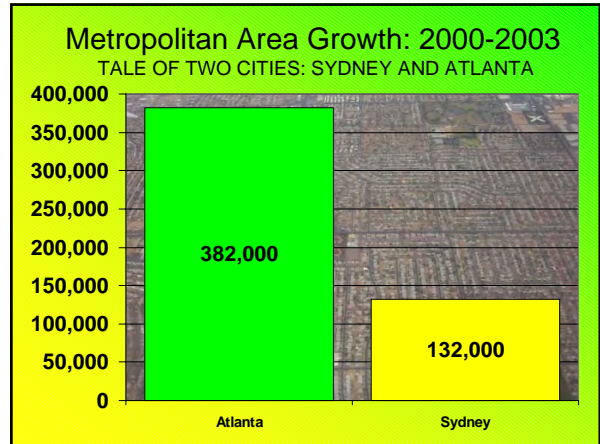 Metropolitan Area Growth: 2000-2003
TALE OF TWO CITIES: SYDNEY AND ATLANTA
400,000
350,000
300,000
250,000
200,000
150,000
100,000
50,000
0
382,000
132,000
Atlanta
Sydney